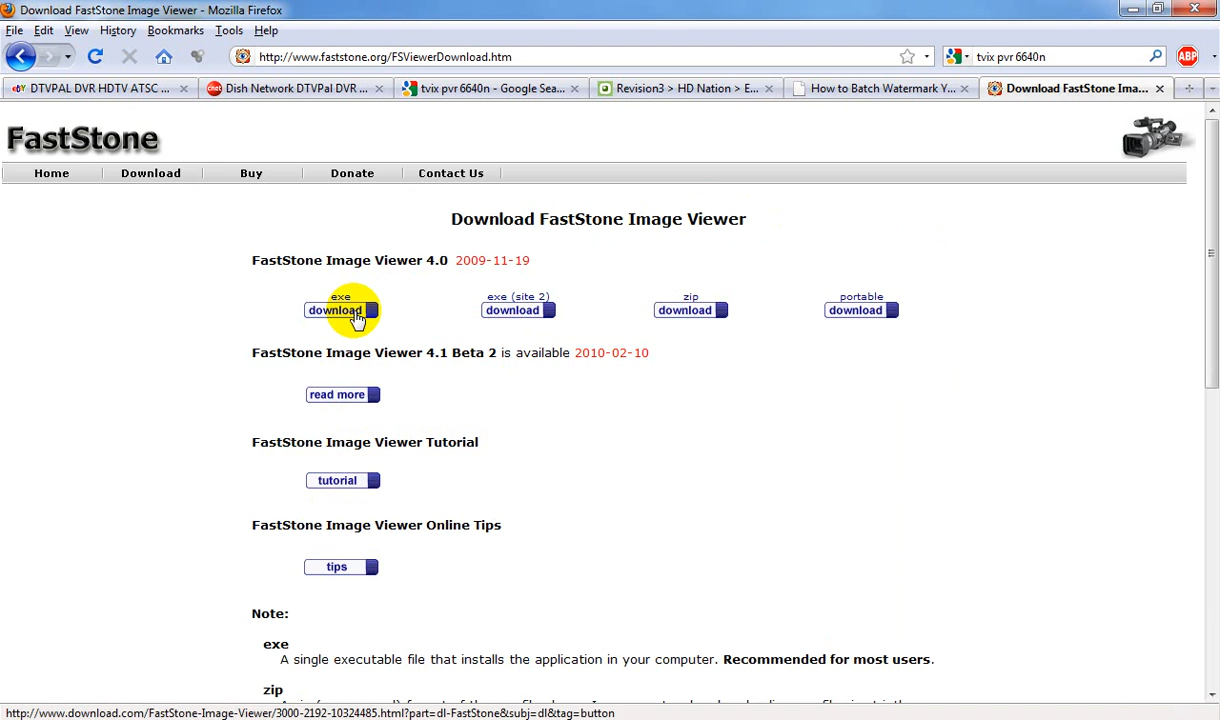 Download FastStone Image Viewer - Mozilla Firefox
File Edit View History Bookmarks Tools Help
http://www.faststone.org/FSViewerDownload.htm
tvix pvr 6640n
ABP
DTVPAL DVR HDTV ATSC ...
Dish Network DTVPal DVR ...
tvix pvr 6640n - Google Sea...
Revision3 > HD Nation > E...
How to Batch Watermark Y...
Download FastStone Ima...
FastStone
Home Download Buy Donate Contact Us
Download FastStone Image Viewer
FastStone Image Viewer 4.0 2009-11-19
exe exe (site 2) zip portable
download download download download
FastStone Image Viewer 4.1 Beta 2 is available 2010-02-10
read more
FastStone Image Viewer Tutorial
tutorial
FastStone Image Viewer Online Tips
tips
Note:
exe
A single executable file that installs the application in your computer. Recommended for most users.
zip
http://www.download.com/FastStone-Image-Viewer/3000-2192-10324485.html?part=dl-FastStone&subj=dl&tag=button